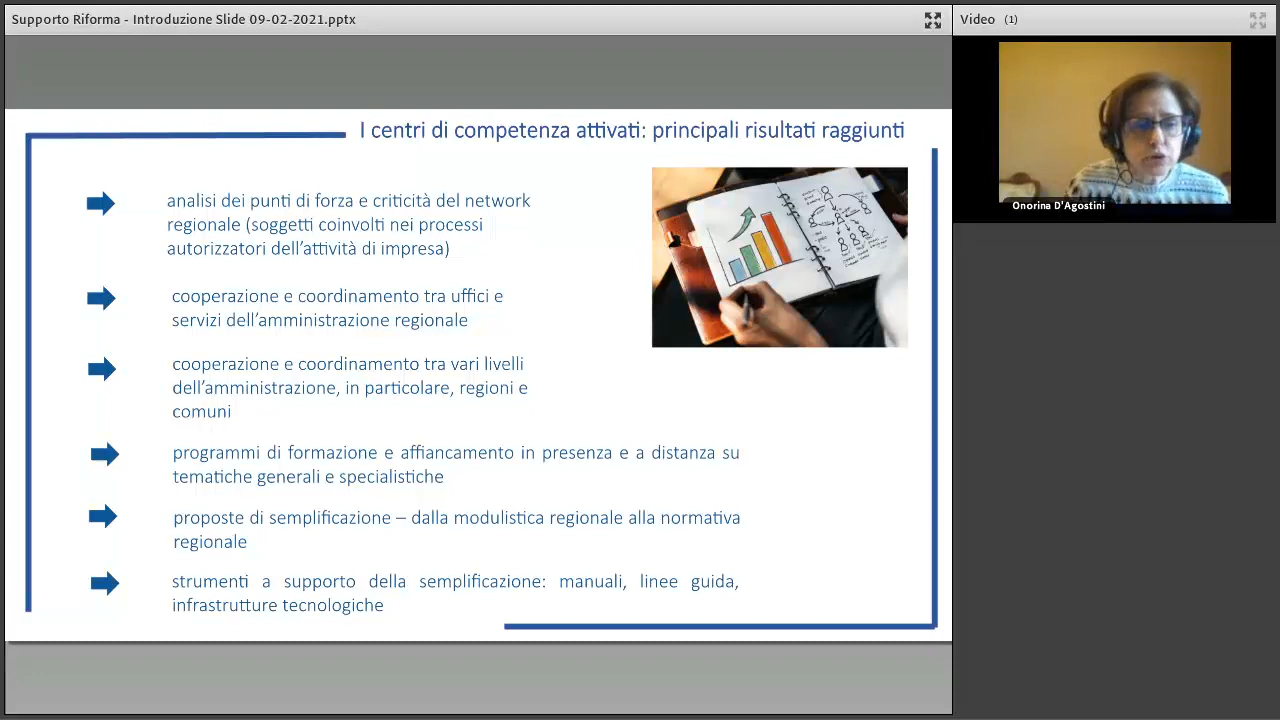 Supporto Riforma - Introduzione Slide 09-02-2021.pptx
Video (1)
Onorina D'Agostini
I centri di competenza attivati: principali risultati raggiunti
analisi dei punti di forza e criticità del network
regionale (soggetti coinvolti nei processi
autorizzatori dell'attività di impresa)
cooperazione e coordinamento tra uffici e
servizi dell'amministrazione regionale
cooperazione e coordinamento tra vari livelli
dell'amministrazione, in particolare, regioni e
comuni
programmi di formazione e affiancamento in presenza e a distanza su
tematiche generali e specialistiche
proposte di semplificazione – dalla modulistica regionale alla normativa
regionale
strumenti a supporto della semplificazione: manuali, linee guida,
infrastrutture tecnologiche